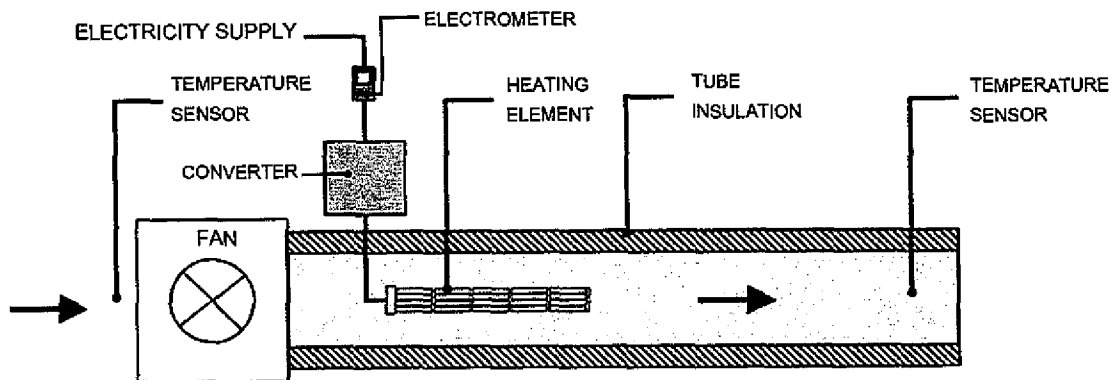 ELECTRICITY SUPPLY
ELECTROMETER
TEMPERATURE
SENSOR
HEATING
ELEMENT
TUBE
INSULATION
TEMPERATURE
SENSOR
CONVERTER
FAN